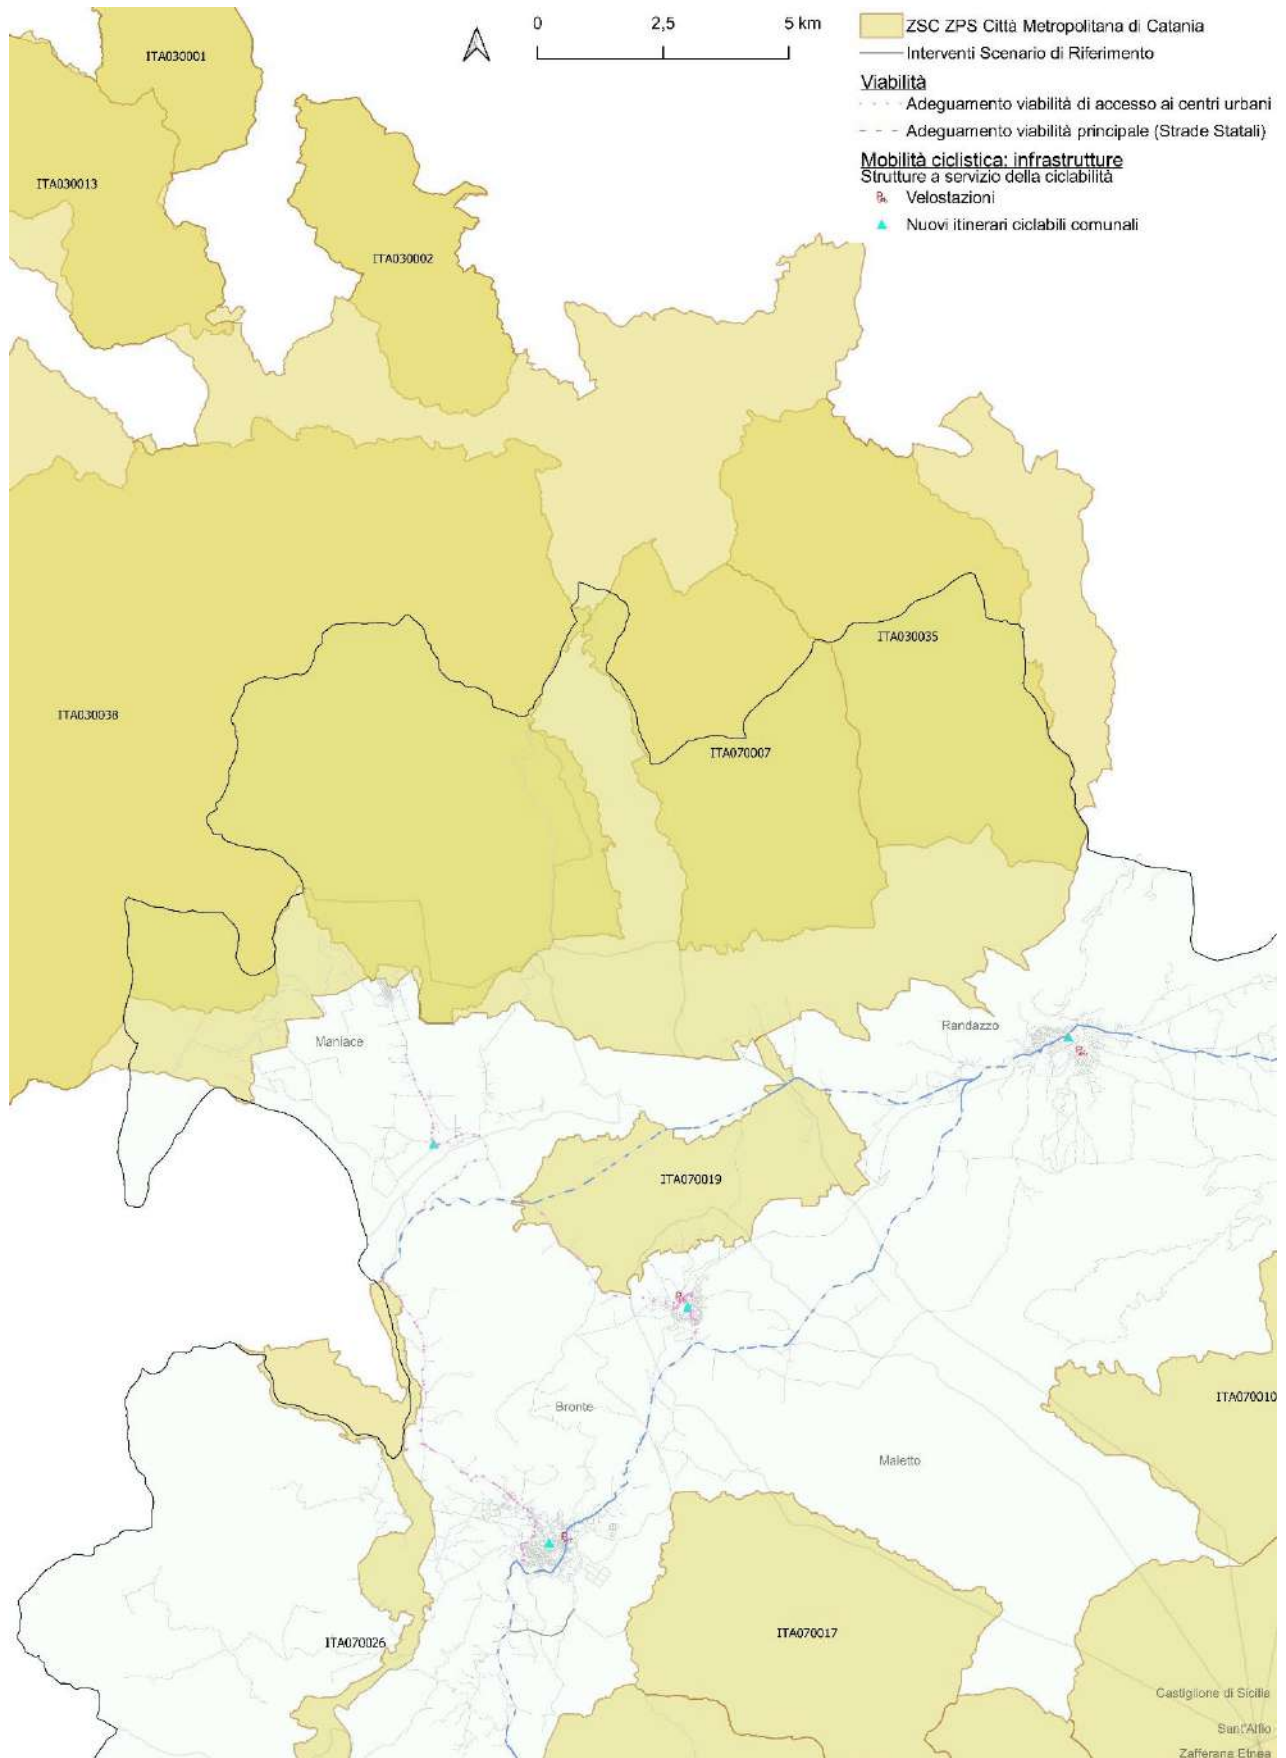 0 2,5 5 km
ZSC ZPS Città Metropolitana di Catania
Interventi Scenario di Riferimento
Viabilità
Adeguamento viabilità di accesso ai centri urbani
Adeguamento viabilità principale (Strade Statali)
Mobilità ciclistica: infrastrutture
Strutture a servizio della ciclabilità
Velostazioni
Nuovi itinerari ciclabili comunali
ITA030001
ITA030013
ITA030002
ITA030035
ITA030038
ITA070007
Randazzo
Maniace
ITA070019
ITA070010
Bronte
Maletto
ITA070026
ITA070017
Castiglione di Sicilia
Sant'Alfio
Zafferana Etnea